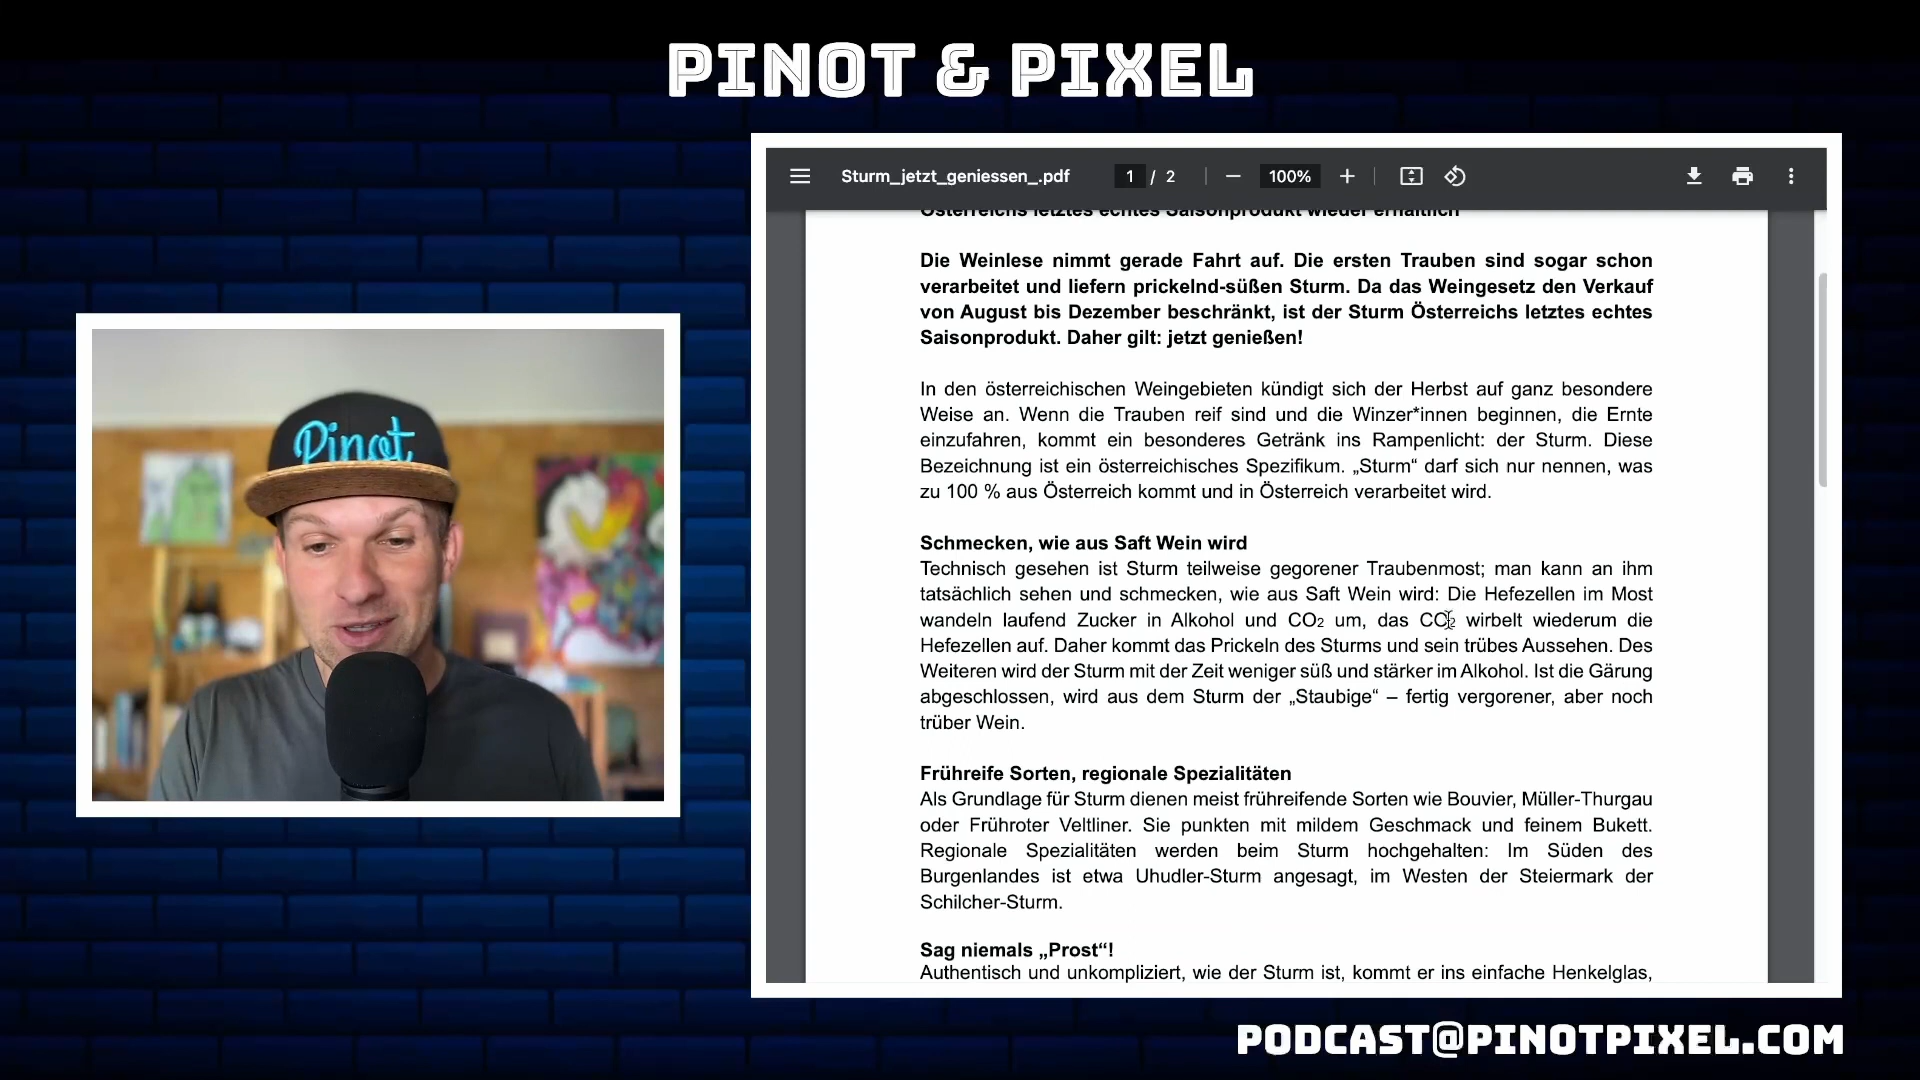 PINOT & PIXEL
Sturm_jetzt_geniessen_.pdf 1 / 2 100%
Österreichs letztes echtes Saisonprodukt wieder erhältlich
Die Weinlese nimmt gerade Fahrt auf. Die ersten Trauben sind sogar schon
verarbeitet und liefern prickelnd-süßen Sturm. Da das Weingesetz den Verkauf
von August bis Dezember beschränkt, ist der Sturm Österreichs letztes echtes
Saisonprodukt. Daher gilt: jetzt genießen!
In den österreichischen Weingebieten kündigt sich der Herbst auf ganz besondere
Weise an. Wenn die Trauben reif sind und die Winzer*innen beginnen, die Ernte
einzufahren, kommt ein besonderes Getränk ins Rampenlicht: der Sturm. Diese
Bezeichnung ist ein österreichisches Spezifikum. „Sturm“ darf sich nur nennen, was
zu 100 % aus Österreich kommt und in Österreich verarbeitet wird.
Schmecken, wie aus Saft Wein wird
Technisch gesehen ist Sturm teilweise gegorener Traubenmost; man kann an ihm
tatsächlich sehen und schmecken, wie aus Saft Wein wird: Die Hefezellen im Most
wandeln laufend Zucker in Alkohol und CO₂ um, das CO₂ wirbelt wiederum die
Hefezellen auf. Daher kommt das Prickeln des Sturms und sein trübes Aussehen. Des
Weiteren wird der Sturm mit der Zeit weniger süß und stärker im Alkohol. Ist die Gärung
abgeschlossen, wird aus dem Sturm der „Staubige“ – fertig vergorener, aber noch
trüber Wein.
Frühreife Sorten, regionale Spezialitäten
Als Grundlage für Sturm dienen meist frühreifende Sorten wie Bouvier, Müller-Thurgau
oder Frühroter Veltliner. Sie punkten mit mildem Geschmack und feinem Bukett.
Regionale Spezialitäten werden beim Sturm hochgehalten: Im Süden des
Burgenlandes ist etwa Uhudler-Sturm angesagt, im Westen der Steiermark der
Schilcher-Sturm.
Sag niemals „Prost“!
Authentisch und unkompliziert, wie der Sturm ist, kommt er ins einfache Henkelglas,
Pinot
PODCAST@PINOTPIXEL.COM